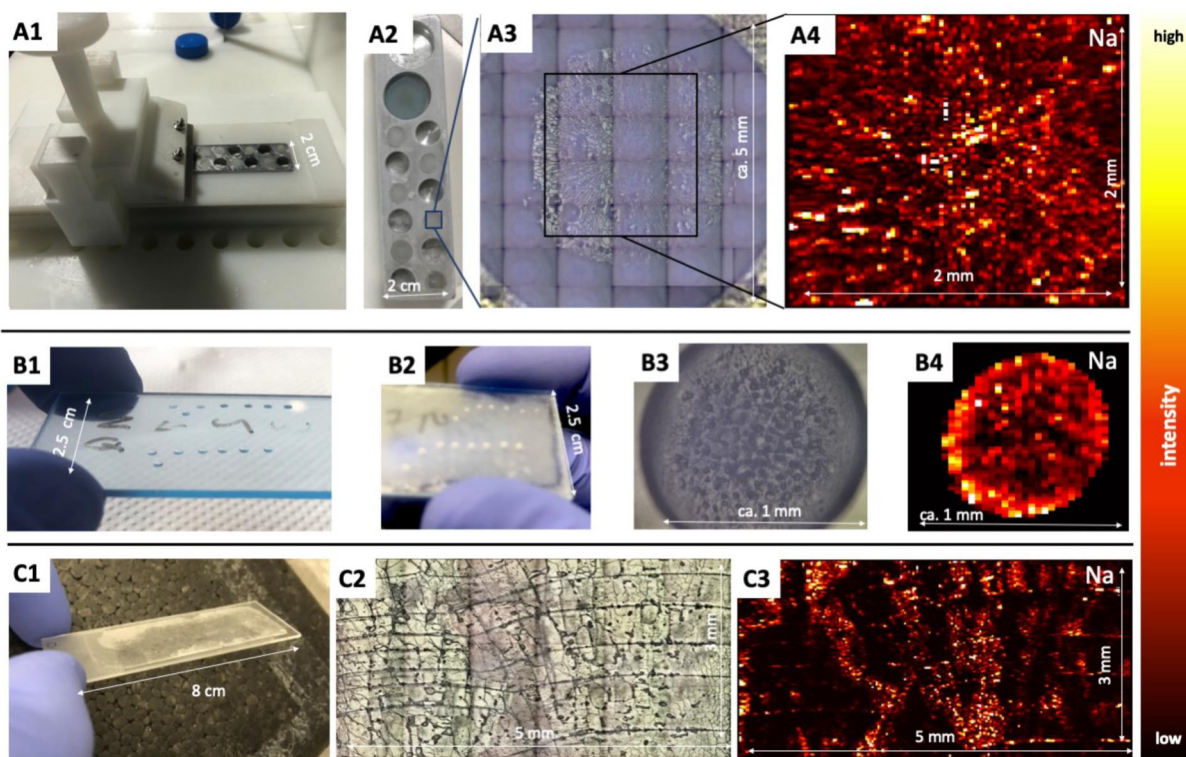 A1
2 cm
A2
2 cm
A3
ca. 5 mm
A4
Na
2 mm
2 mm
high
B1
2.5 cm
B2
2.5 cm
B3
ca. 1 mm
B4
Na
ca. 1 mm
intensity
C1
8 cm
C2
3 mm
5 mm
C3
Na
3 mm
5 mm
low